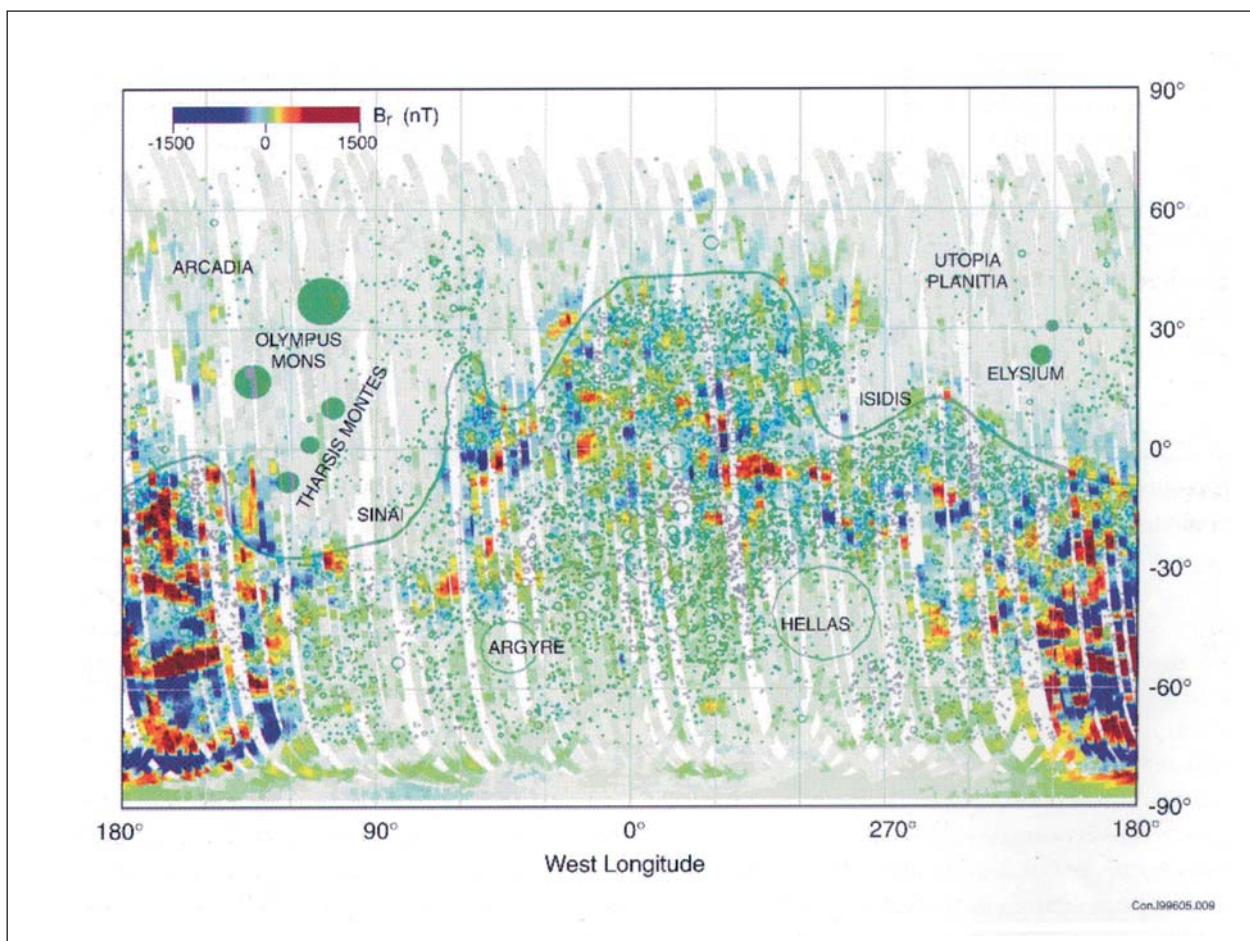 B_r (nT)
-1500 0 1500
90°
60°
30°
0°
-30°
-60°
-90°
ARCADIA
OLYMPUS
MONS
THARSIS MONTES
SINAI
ARGYRE
HELLAS
ISIDIS
ELYSIUM
UTOPIA
PLANITIA
180° 90° 0° 270° 180°
West Longitude
Con.I99605.009